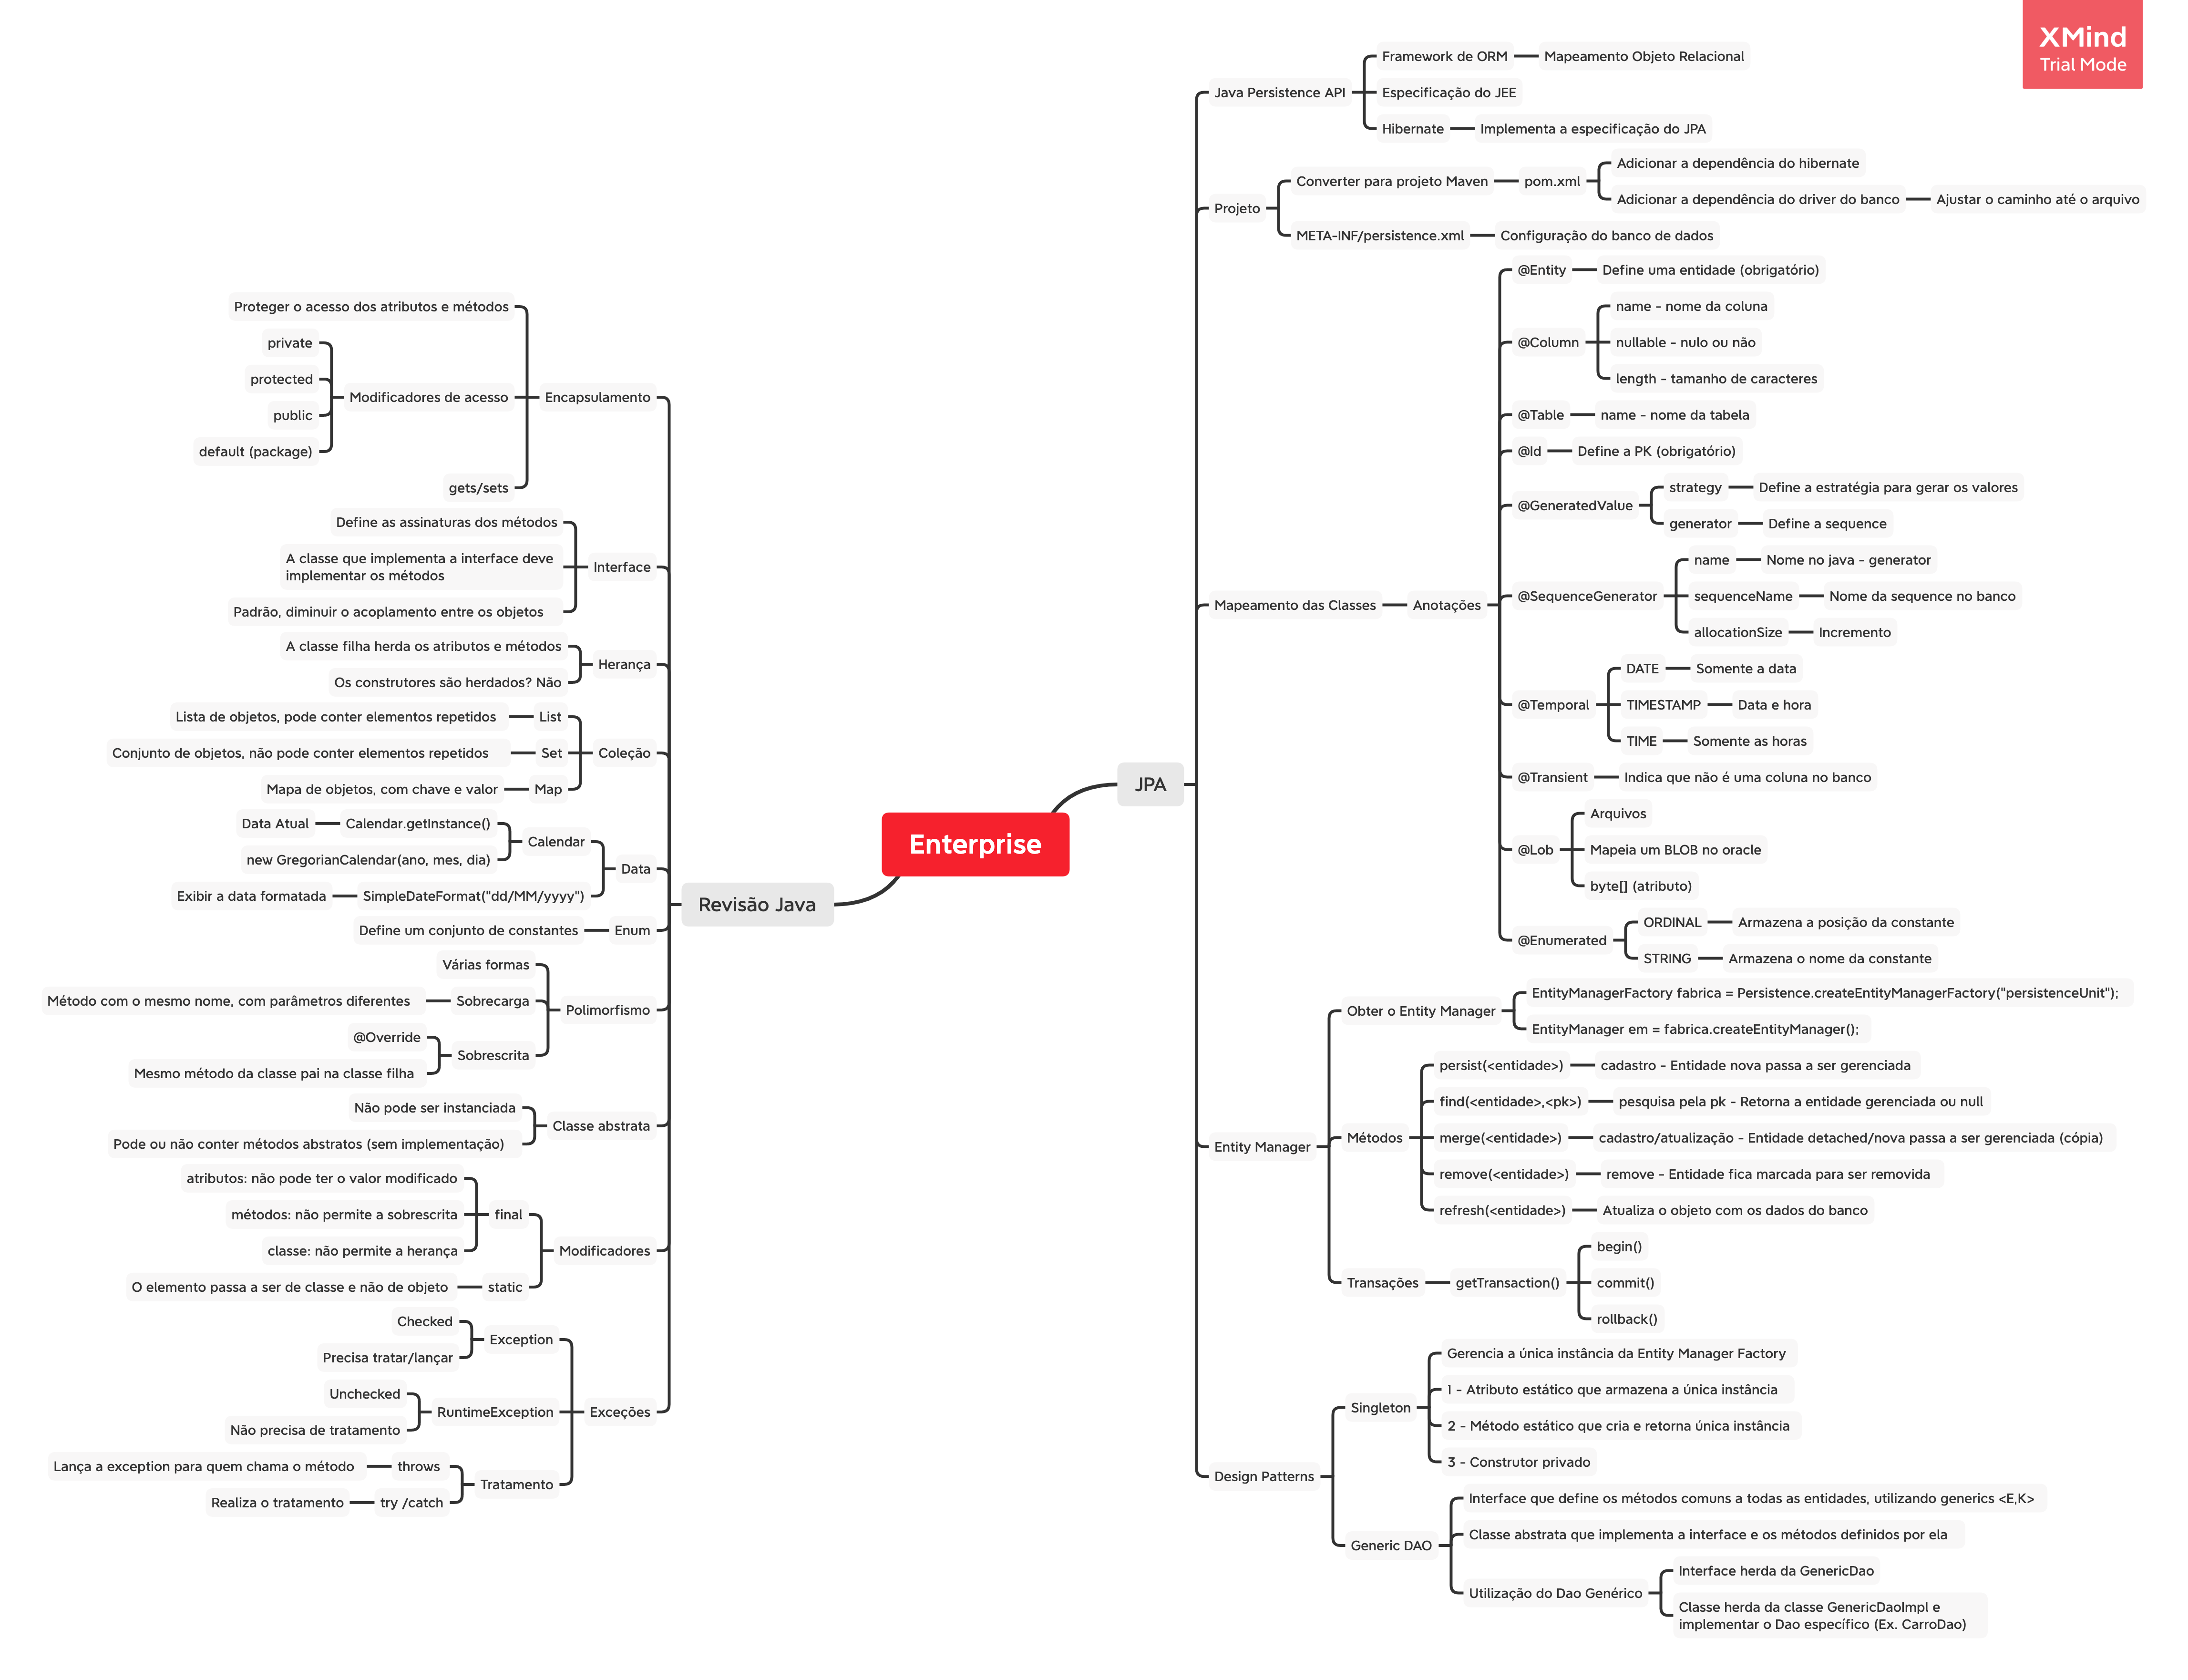 XMind
Trial Mode
Enterprise
Revisão Java
Encapsulamento
Proteger o acesso dos atributos e métodos
Modificadores de acesso
private
protected
public
default (package)
gets/sets
Interface
Define as assinaturas dos métodos
A classe que implementa a interface deve
implementar os métodos
Padrão, diminuir o acoplamento entre os objetos
Herança
A classe filha herda os atributos e métodos
Os construtores são herdados? Não
Coleção
List
Lista de objetos, pode conter elementos repetidos
Set
Conjunto de objetos, não pode conter elementos repetidos
Map
Mapa de objetos, com chave e valor
Data
Calendar
Calendar.getInstance()
Data Atual
new GregorianCalendar(ano, mes, dia)
SimpleDateFormat("dd/MM/yyyy")
Exibir a data formatada
Enum
Define um conjunto de constantes
Polimorfismo
Várias formas
Sobrecarga
Método com o mesmo nome, com parâmetros diferentes
Sobrescrita
@Override
Mesmo método da classe pai na classe filha
Classe abstrata
Não pode ser instanciada
Pode ou não conter métodos abstratos (sem implementação)
Modificadores
final
atributos: não pode ter o valor modificado
métodos: não permite a sobrescrita
classe: não permite a herança
static
O elemento passa a ser de classe e não de objeto
Exceções
Exception
Checked
Precisa tratar/lançar
RuntimeException
Unchecked
Não precisa de tratamento
Tratamento
throws
Lança a exception para quem chama o método
try /catch
Realiza o tratamento
JPA
Java Persistence API
Framework de ORM
Mapeamento Objeto Relacional
Especificação do JEE
Hibernate
Implementa a especificação do JPA
Projeto
Converter para projeto Maven
pom.xml
Adicionar a dependência do hibernate
Adicionar a dependência do driver do banco
Ajustar o caminho até o arquivo
META-INF/persistence.xml
Configuração do banco de dados
Mapeamento das Classes
Anotações
@Entity
Define uma entidade (obrigatório)
@Column
name - nome da coluna
nullable - nulo ou não
length - tamanho de caracteres
@Table
name - nome da tabela
@Id
Define a PK (obrigatório)
@GeneratedValue
strategy
Define a estratégia para gerar os valores
generator
Define a sequence
@SequenceGenerator
name
Nome no java - generator
sequenceName
Nome da sequence no banco
allocationSize
Incremento
@Temporal
DATE
Somente a data
TIMESTAMP
Data e hora
TIME
Somente as horas
@Transient
Indica que não é uma coluna no banco
@Lob
Arquivos
Mapeia um BLOB no oracle
byte[] (atributo)
@Enumerated
ORDINAL
Armazena a posição da constante
STRING
Armazena o nome da constante
Entity Manager
Obter o Entity Manager
EntityManagerFactory fabrica = Persistence.createEntityManagerFactory("persistenceUnit");
EntityManager em = fabrica.createEntityManager();
Métodos
persist(<entidade>)
cadastro - Entidade nova passa a ser gerenciada
find(<entidade>,<pk>)
pesquisa pela pk - Retorna a entidade gerenciada ou null
merge(<entidade>)
cadastro/atualização - Entidade detached/nova passa a ser gerenciada (cópia)
remove(<entidade>)
remove - Entidade fica marcada para ser removida
refresh(<entidade>)
Atualiza o objeto com os dados do banco
Transações
getTransaction()
begin()
commit()
rollback()
Design Patterns
Singleton
Gerencia a única instância da Entity Manager Factory
1 - Atributo estático que armazena a única instância
2 - Método estático que cria e retorna única instância
3 - Construtor privado
Generic DAO
Interface que define os métodos comuns a todas as entidades, utilizando generics <E,K>
Classe abstrata que implementa a interface e os métodos definidos por ela
Utilização do Dao Genérico
Interface herda da GenericDao
Classe herda da classe GenericDaoImpl e
implementar o Dao específico (Ex. CarroDao)